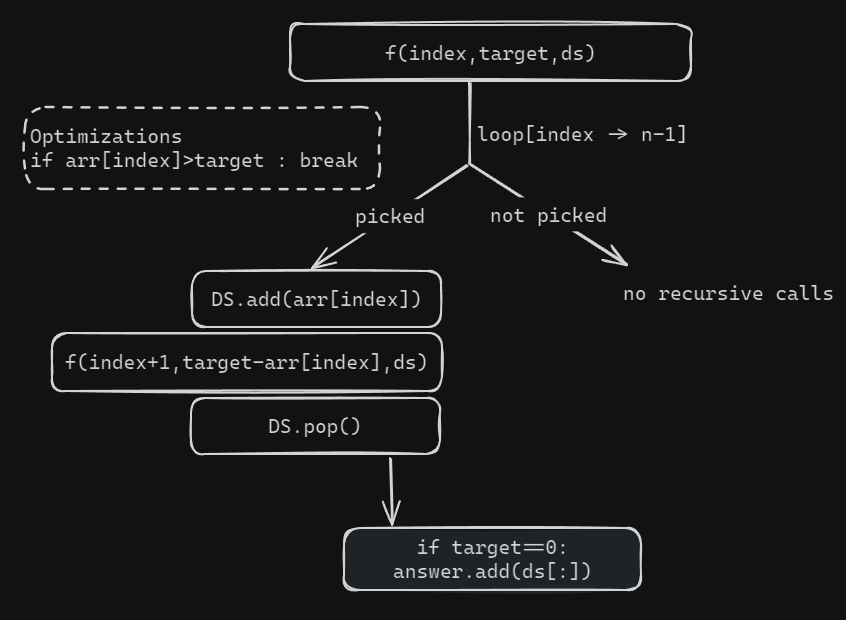 f(index,target,ds)
loop[index -> n-1]
Optimizations
if arr[index]>target : break
picked
not picked
DS.add(arr[index])
no recursive calls
f(index+1,target-arr[index],ds)
DS.pop()
if target==0:
answer.add(ds[:])